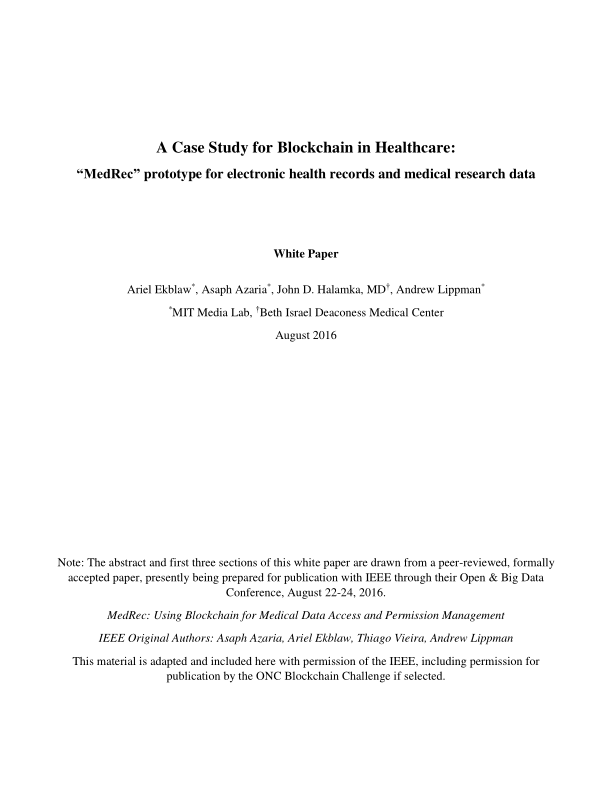 A Case Study for Blockchain in Healthcare:
“MedRec” prototype for electronic health records and medical research data
White Paper
Ariel Ekblaw*, Asaph Azaria*, John D. Halamka, MD†, Andrew Lippman*
*MIT Media Lab, †Beth Israel Deaconess Medical Center
August 2016
Note: The abstract and first three sections of this white paper are drawn from a peer-reviewed, formally
accepted paper, presently being prepared for publication with IEEE through their Open & Big Data
Conference, August 22-24, 2016.
MedRec: Using Blockchain for Medical Data Access and Permission Management
IEEE Original Authors: Asaph Azaria, Ariel Ekblaw, Thiago Vieira, Andrew Lippman
This material is adapted and included here with permission of the IEEE, including permission for
publication by the ONC Blockchain Challenge if selected.